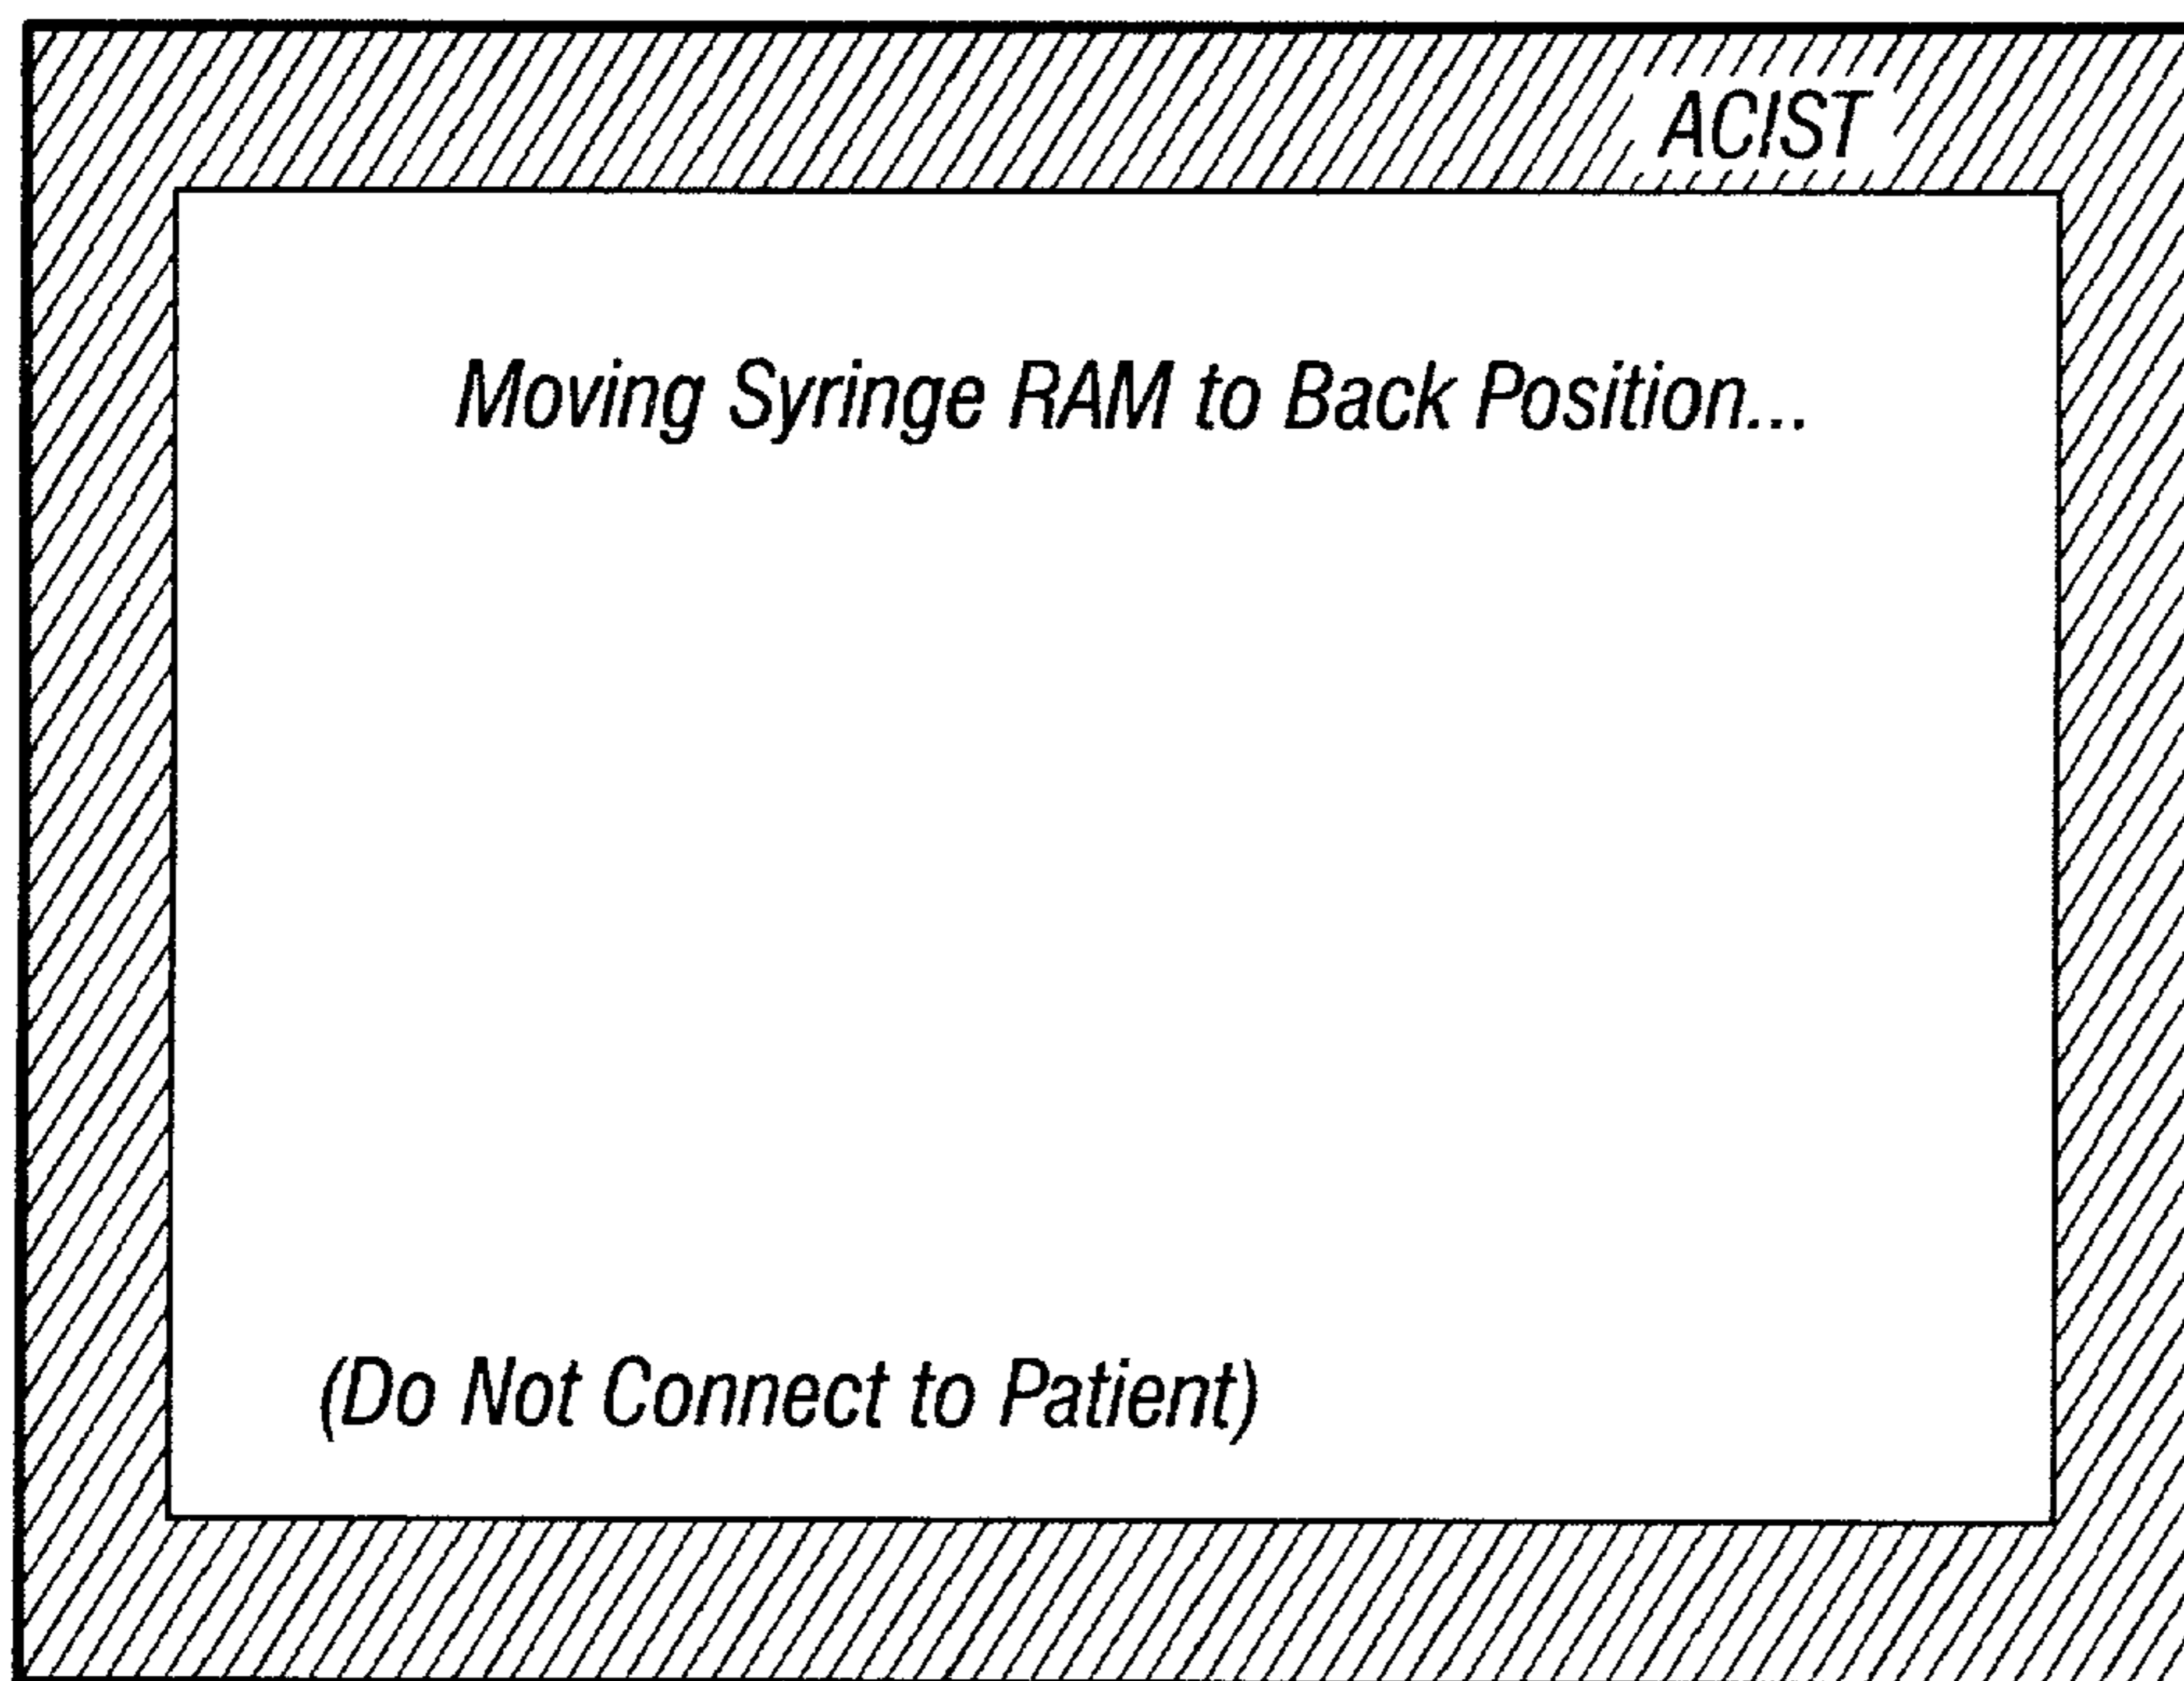 ACIST
Moving Syringe RAM to Back Position...
(Do Not Connect to Patient)